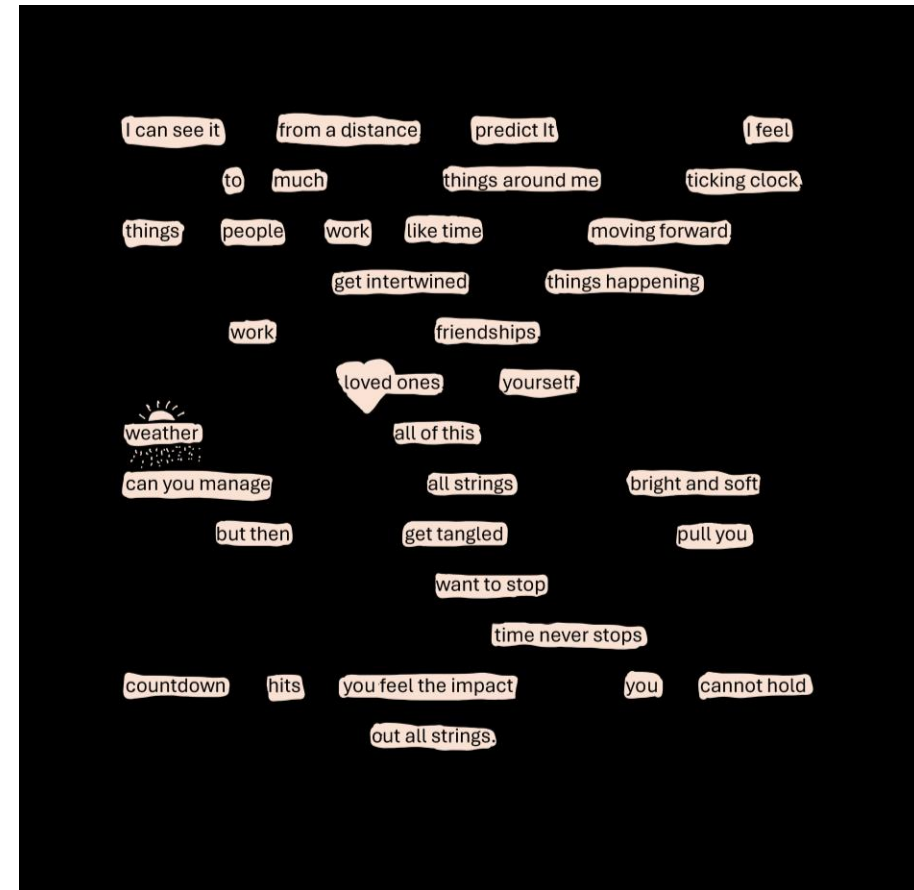 I can see it from a distance predict It I feel
to much things around me ticking clock
things people work like time moving forward
get intertwined things happening
work friendships
loved ones yourself
weather all of this
can you manage all strings bright and soft
but then get tangled pull you
want to stop
time never stops
countdown hits you feel the impact you cannot hold
out all strings.